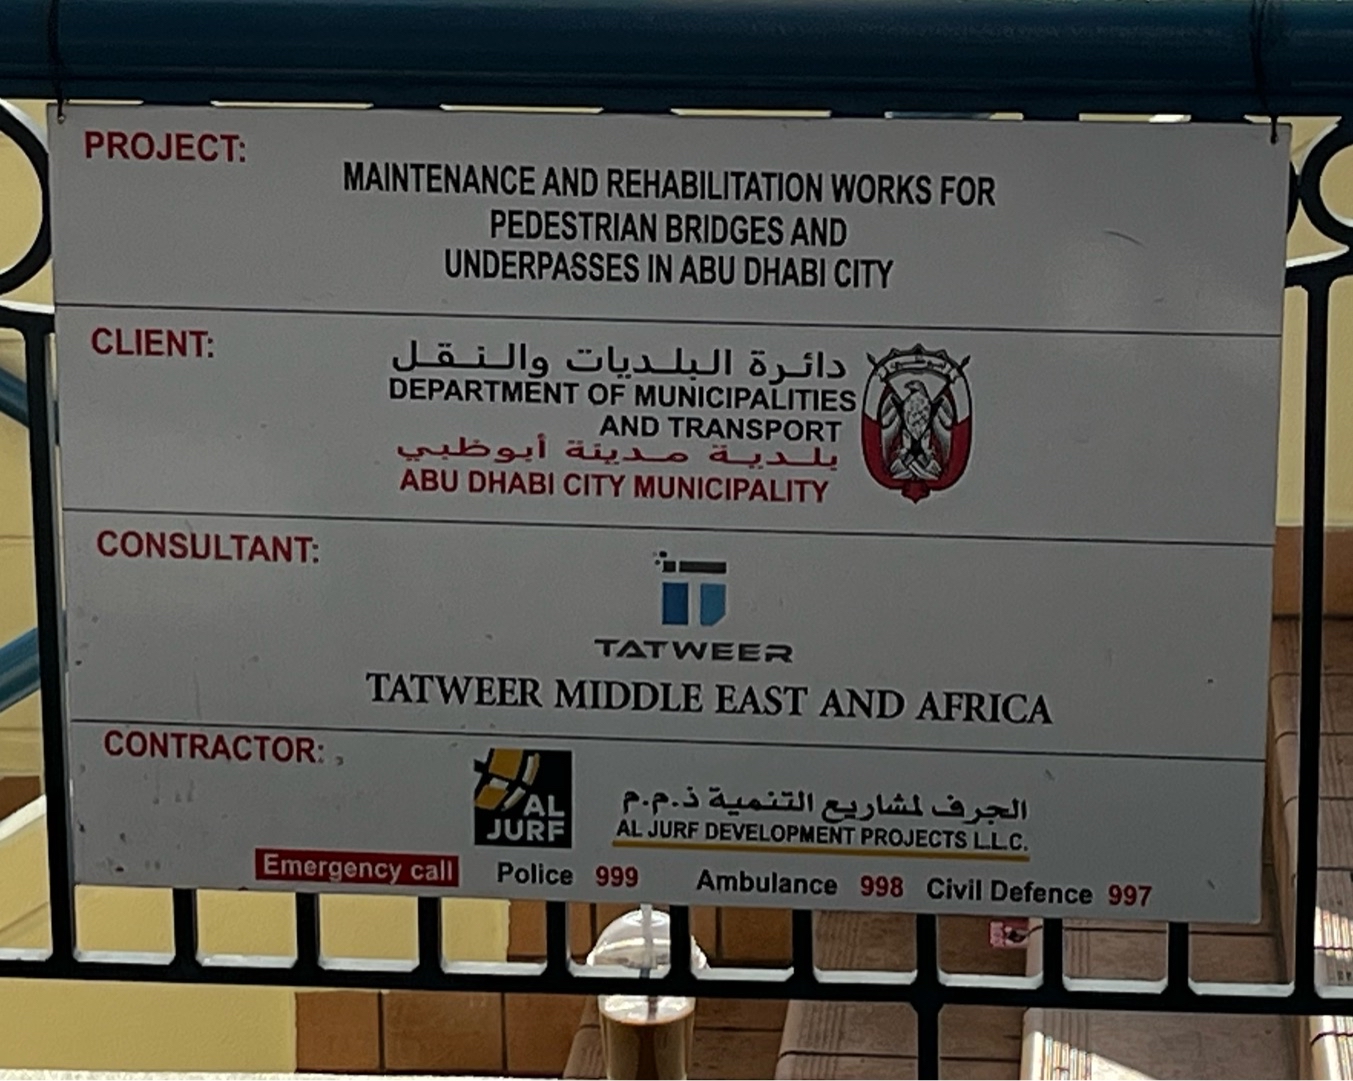 PROJECT:
MAINTENANCE AND REHABILITATION WORKS FOR
PEDESTRIAN BRIDGES AND
UNDERPASSES IN ABU DHABI CITY
CLIENT:
دائرة البلديات والنقل
DEPARTMENT OF MUNICIPALITIES
AND TRANSPORT
بلدية مدينة أبوظبي
ABU DHABI CITY MUNICIPALITY
CONSULTANT:
TATWEER
TATWEER MIDDLE EAST AND AFRICA
CONTRACTOR:
AL
JURF
الجرف لمشاريع التنمية ذ.م.م
AL JURF DEVELOPMENT PROJECTS L.L.C.
Emergency call Police 999 Ambulance 998 Civil Defence 997